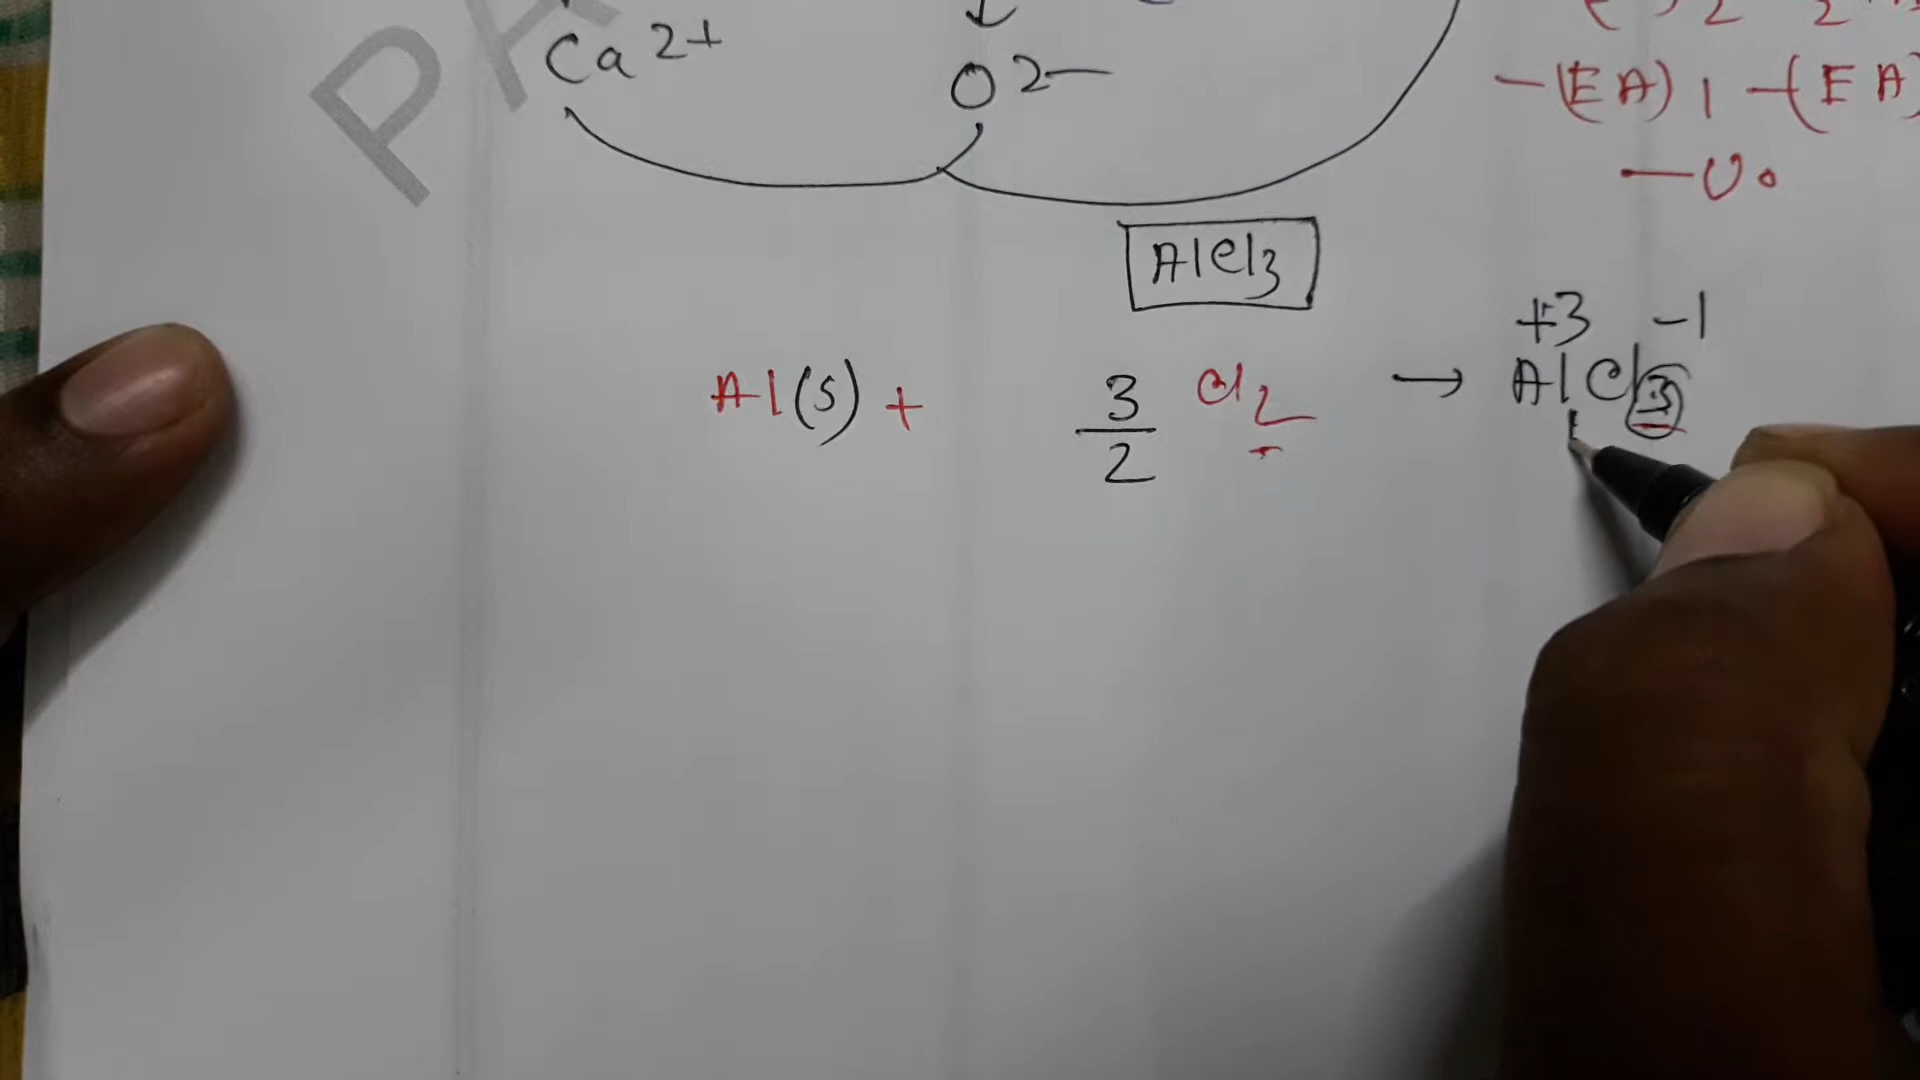 Ca2+
O2-
-(EA)1 -(EA)
-U0
AlCl3
+3 -1
Al(s) + 3/2 Cl2 → AlCl3